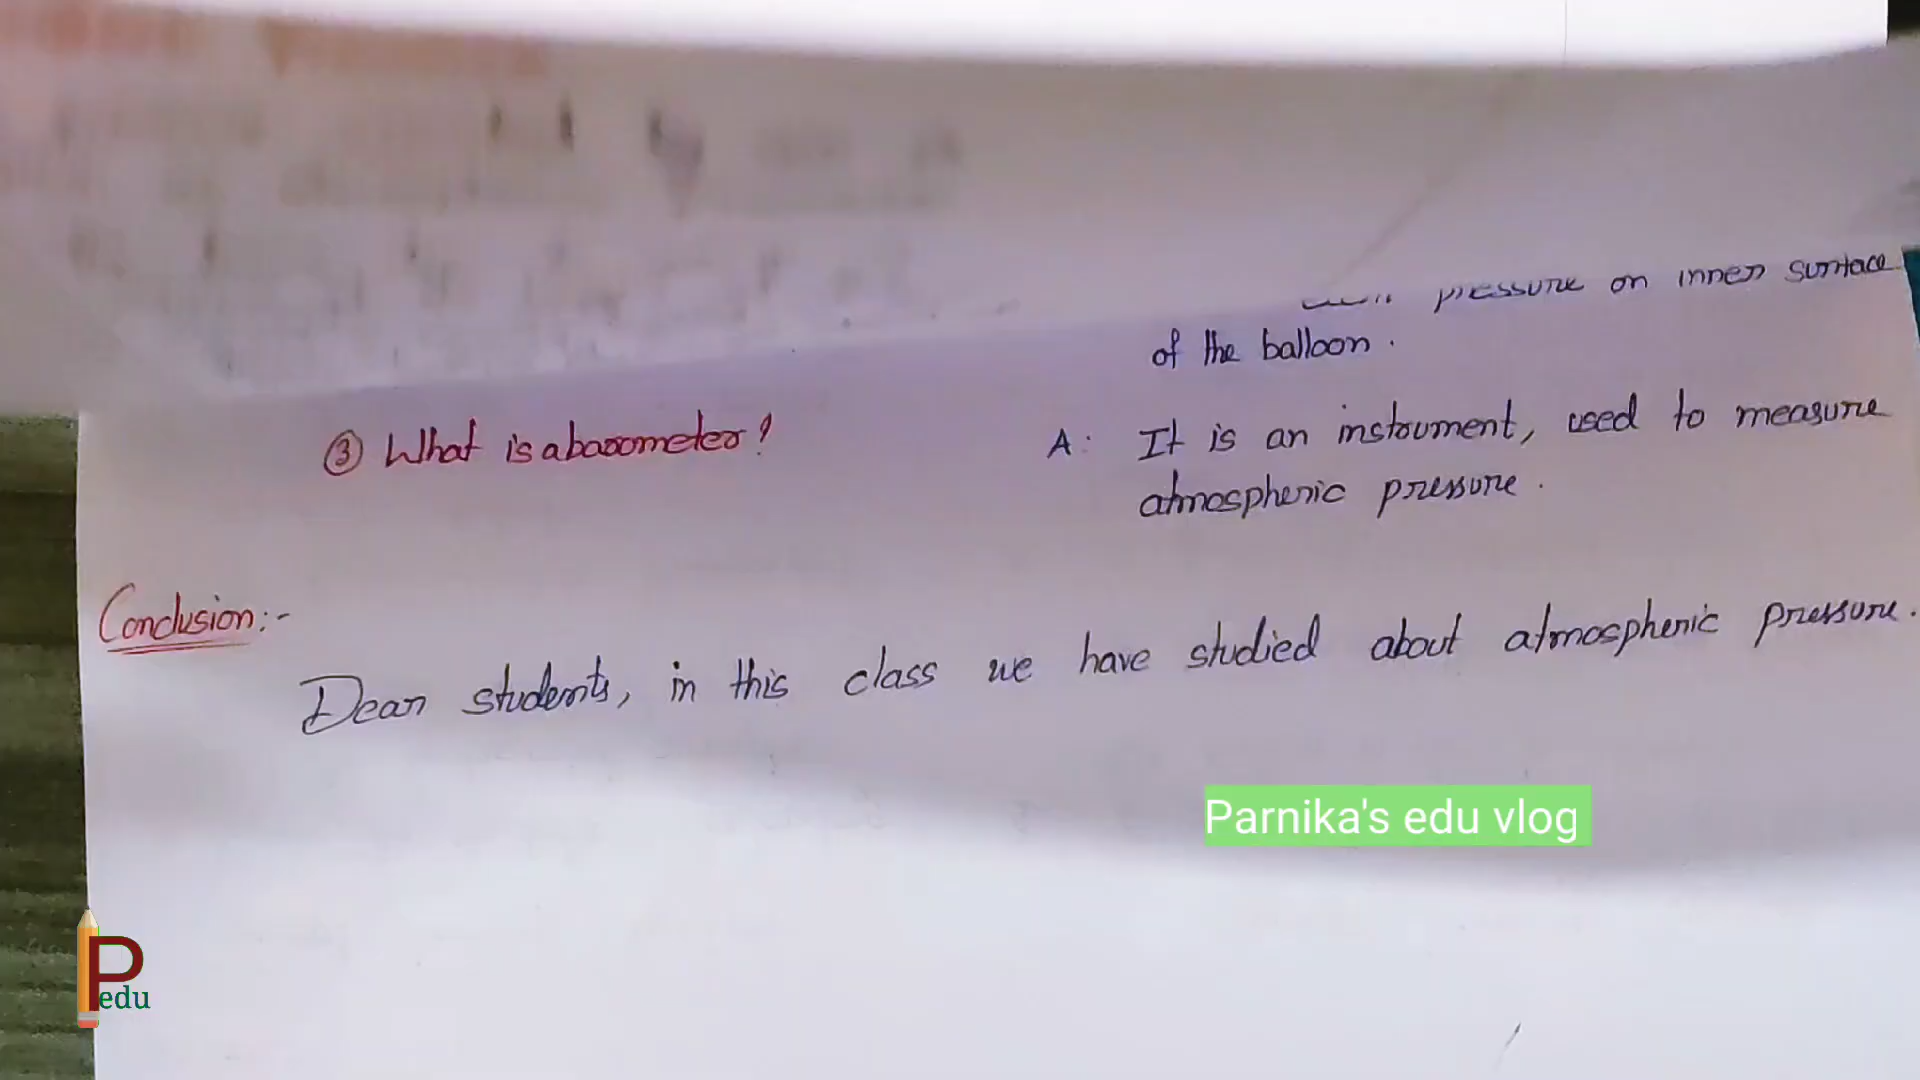 pressure on inner surface
of the balloon.
③ What is a barometer?
A: It is an instrument, used to measure
atmospheric pressure.
Conclusion:-
Dear students, in this class we have studied about atmospheric pressure.
Parnika's edu vlog
P
edu